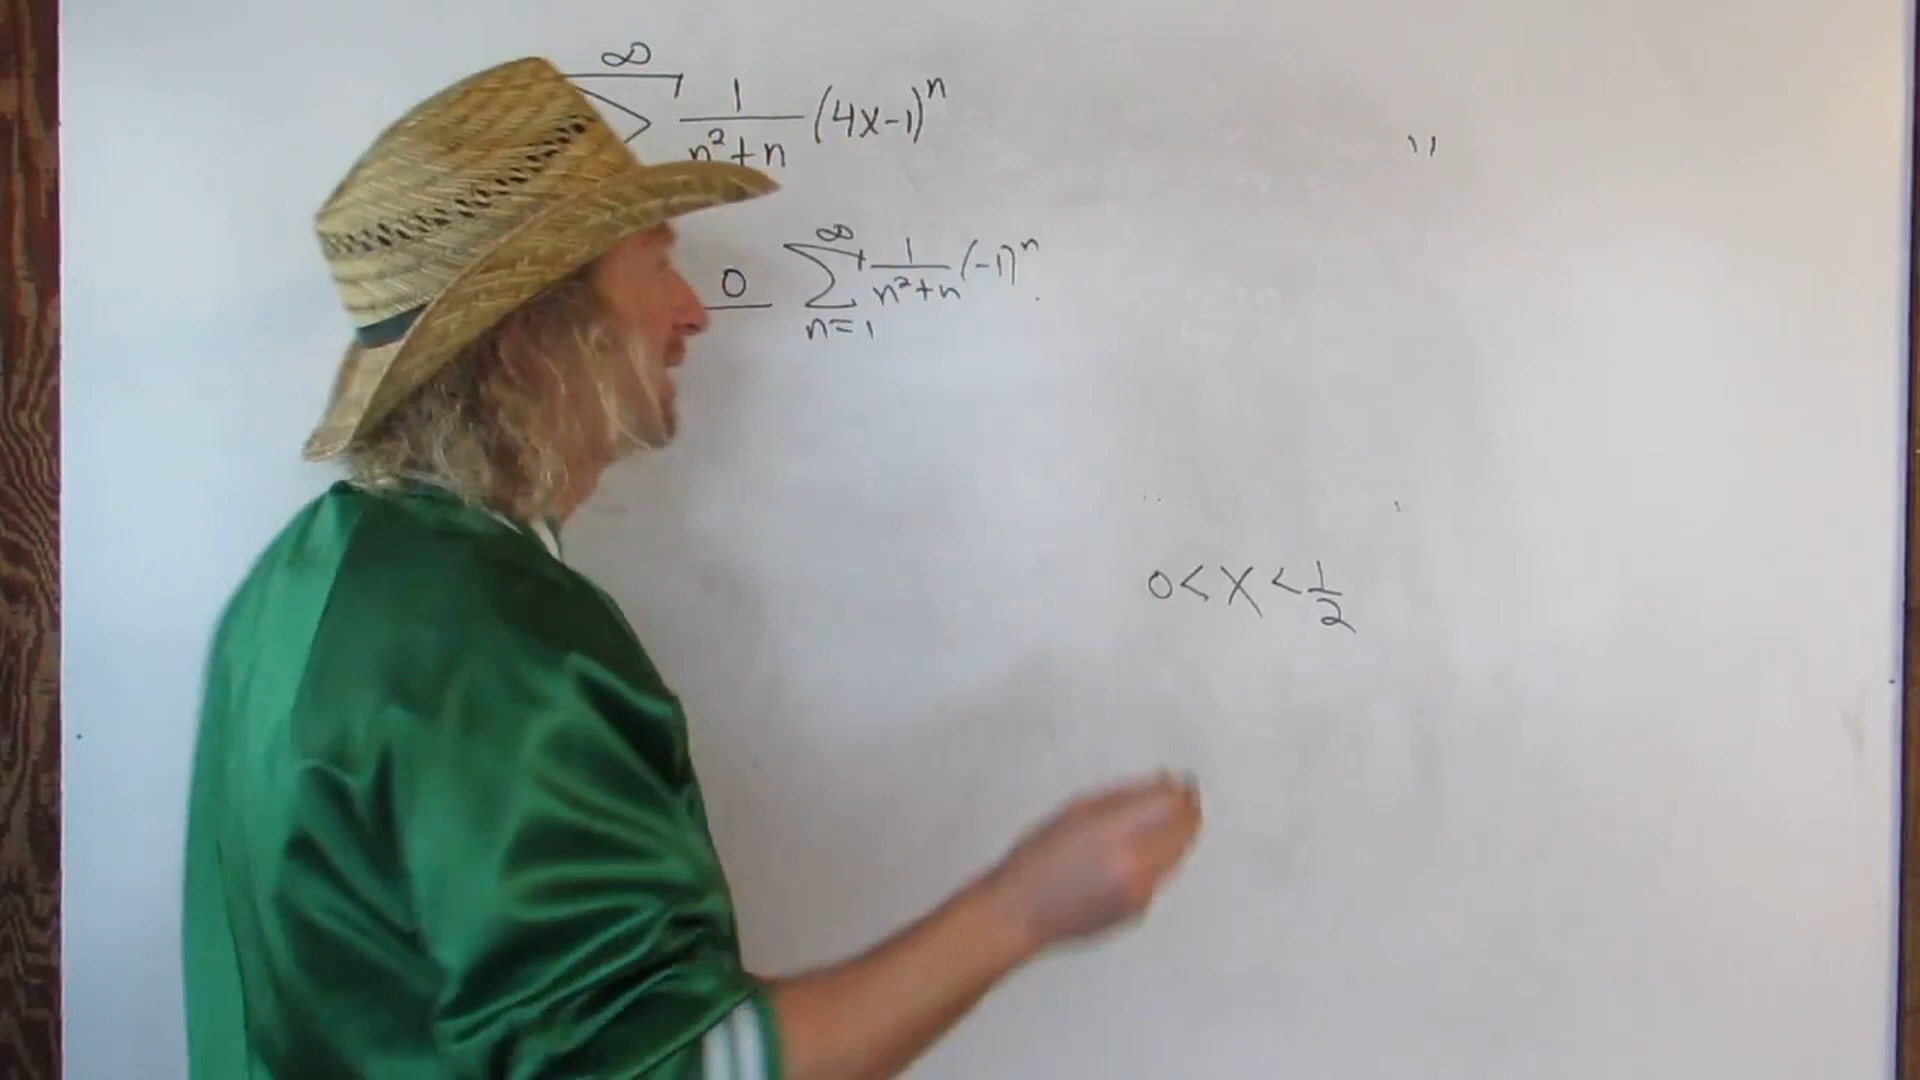 ∞
Σ 1/(n²+n) (4x-1)ⁿ
0 ∞
Σ 1/(n²+n) (-1)ⁿ
n=1
0 < x < 1/2